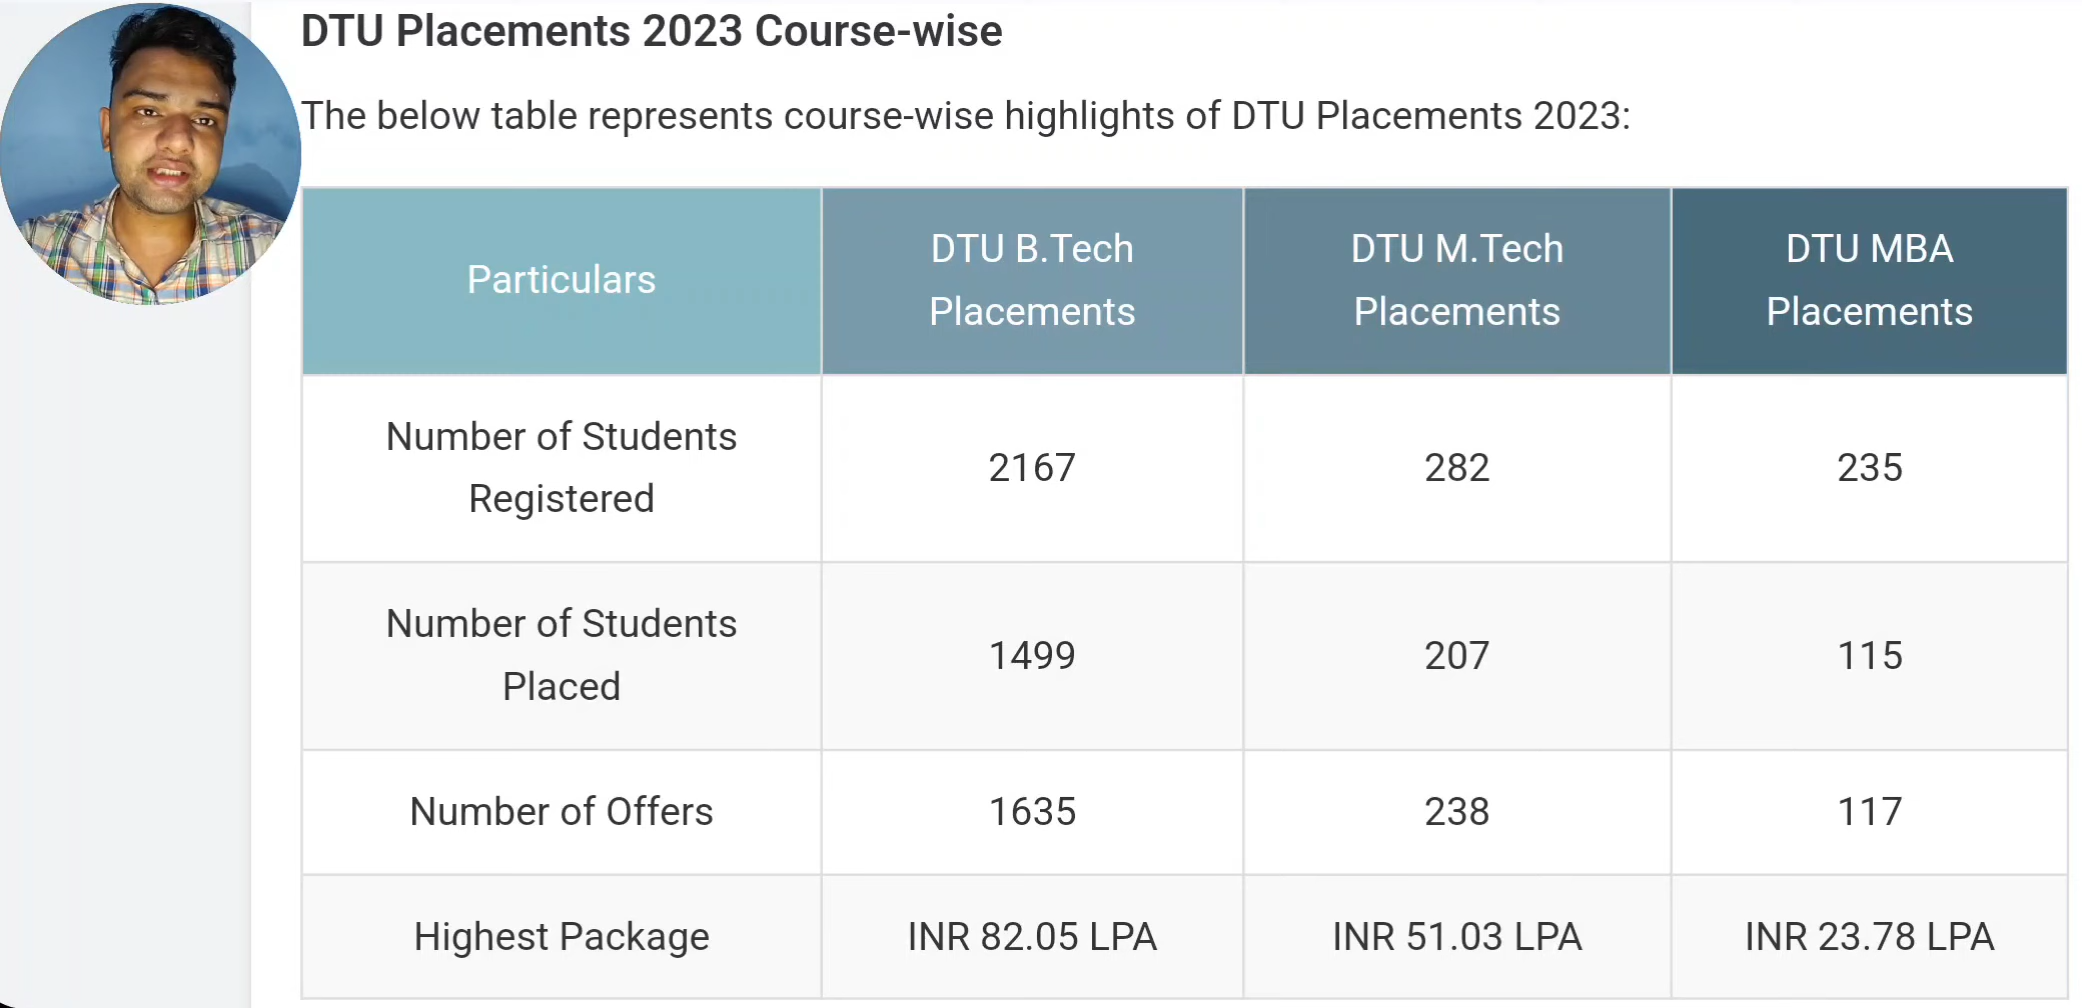 DTU Placements 2023 Course-wise
The below table represents course-wise highlights of DTU Placements 2023:
Particulars
DTU B.Tech
Placements
DTU M.Tech
Placements
DTU MBA
Placements
Number of Students
Registered
2167
282
235
Number of Students
Placed
1499
207
115
Number of Offers
1635
238
117
Highest Package
INR 82.05 LPA
INR 51.03 LPA
INR 23.78 LPA